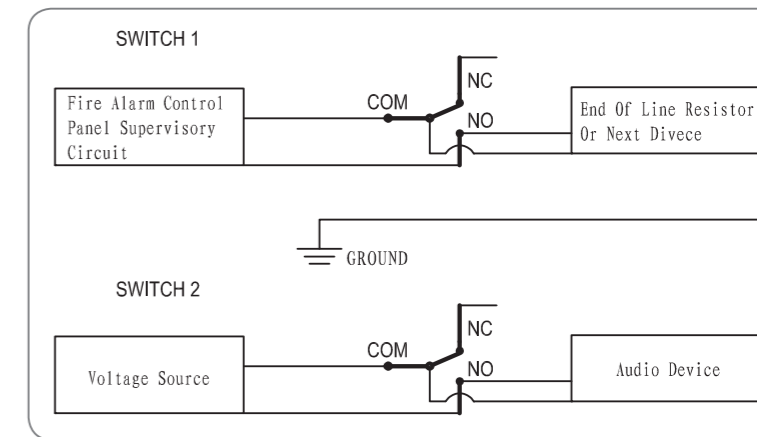 SWITCH 1
NC
COM
NO
Fire Alarm Control
Panel Supervisory
Circuit
End Of Line Resistor
Or Next Divece
GROUND
SWITCH 2
NC
COM
NO
Voltage Source
Audio Device